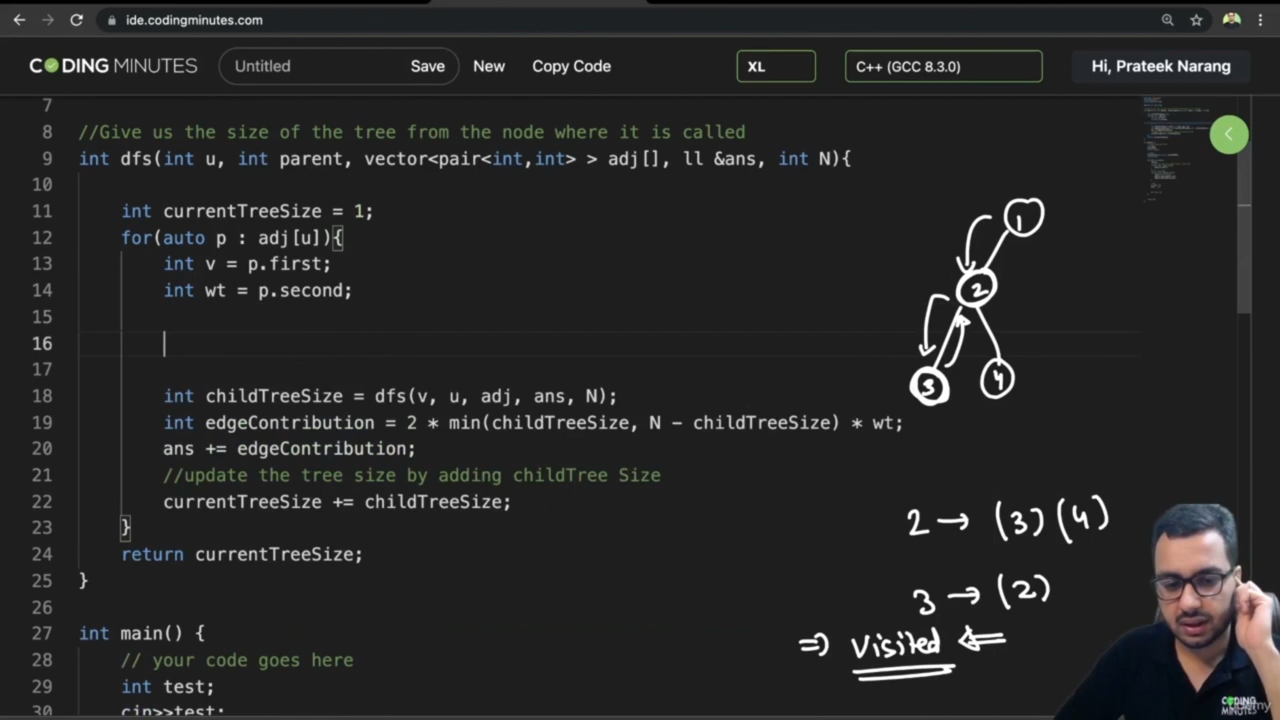 ide.codingminutes.com
CODING MINUTES Untitled Save New Copy Code XL C++ (GCC 8.3.0) Hi, Prateek Narang
7
8 //Give us the size of the tree from the node where it is called
9 int dfs(int u, int parent, vector<pair<int,int> > adj[], ll &ans, int N){
10
11 int currentTreeSize = 1;
12 for(auto p : adj[u]){
13 int v = p.first;
14 int wt = p.second;
15
16
17
18 int childTreeSize = dfs(v, u, adj, ans, N);
19 int edgeContribution = 2 * min(childTreeSize, N - childTreeSize) * wt;
20 ans += edgeContribution;
21 //update the tree size by adding childTree Size
22 currentTreeSize += childTreeSize;
23 }
24 return currentTreeSize;
25 }
26
27 int main() {
28 // your code goes here
29 int test;
30 cin>>test;
1
2
3 4
2 → (3) (4)
3 → (2)
⇒ Visited ⇐
CODING
MINUTES
Udemy